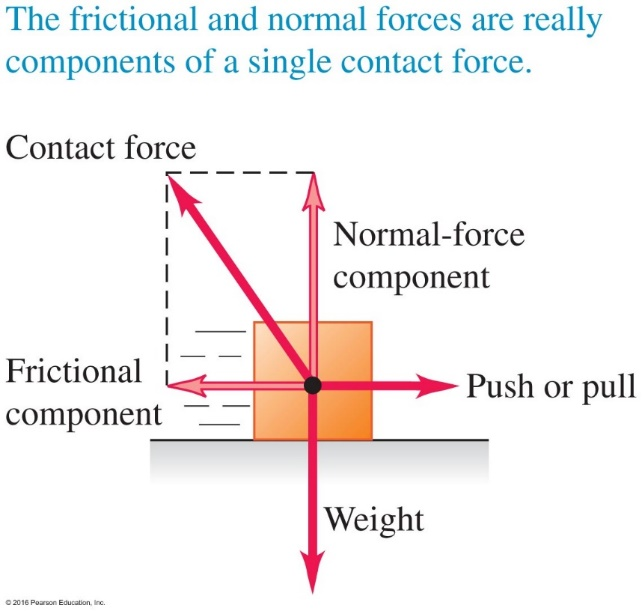 The frictional and normal forces are really
components of a single contact force.
Contact force
Normal-force
component
Frictional
component
Push or pull
Weight
© 2016 Pearson Education, Inc.